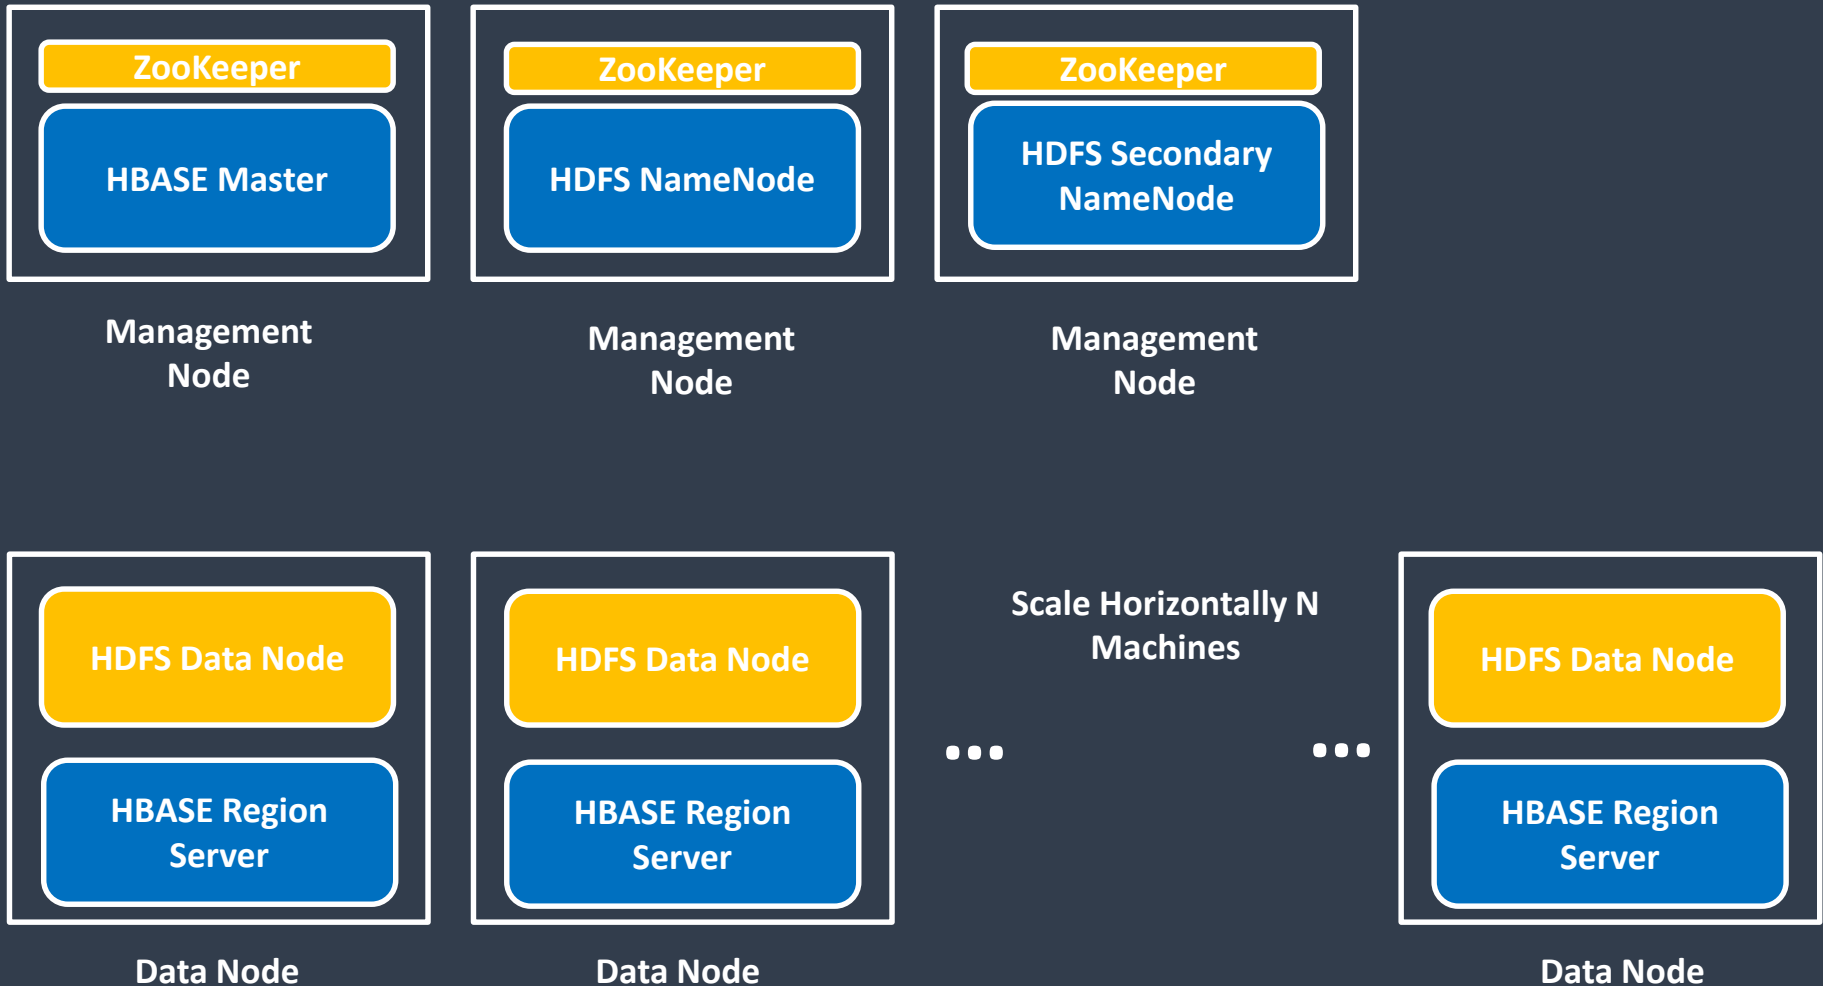 ZooKeeper
HBASE Master
Management
Node
ZooKeeper
HDFS NameNode
Management
Node
ZooKeeper
HDFS Secondary
NameNode
Management
Node
HDFS Data Node
HBASE Region
Server
Data Node
HDFS Data Node
HBASE Region
Server
Data Node
Scale Horizontally N
Machines
... ...
HDFS Data Node
HBASE Region
Server
Data Node